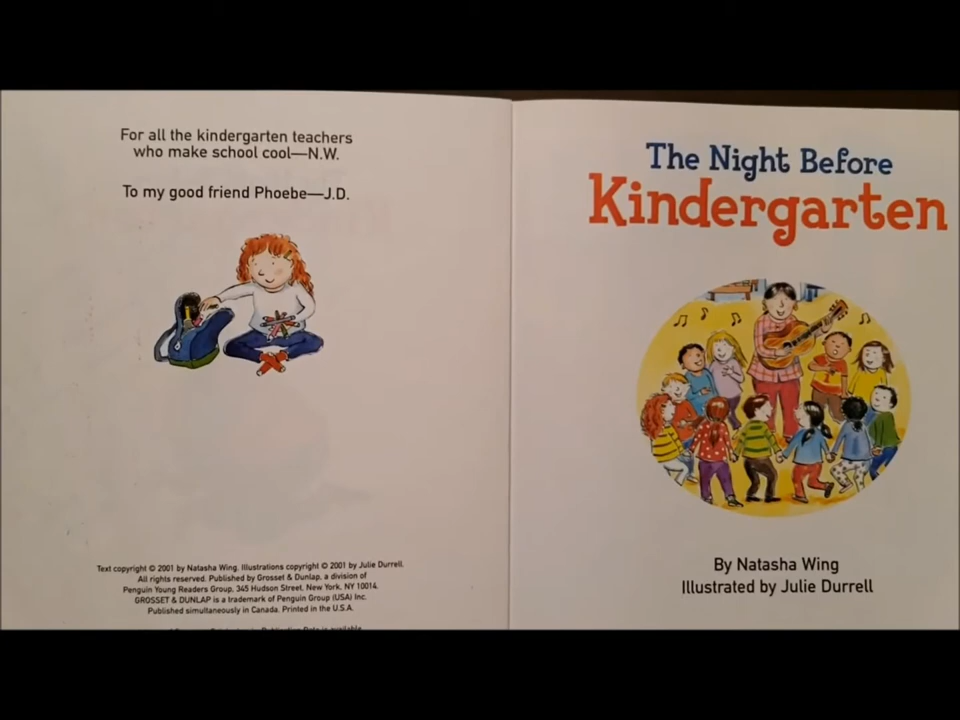 For all the kindergarten teachers
who make school cool—N.W.
To my good friend Phoebe—J.D.
Text copyright © 2001 by Natasha Wing. Illustrations copyright © 2001 by Julie Durrell.
All rights reserved. Published by Grosset & Dunlap, a division of
Penguin Young Readers Group, 345 Hudson Street, New York, NY 10014.
GROSSET & DUNLAP is a trademark of Penguin Group (USA) Inc.
Published simultaneously in Canada. Printed in the U.S.A.
The Night Before
Kindergarten
By Natasha Wing
Illustrated by Julie Durrell